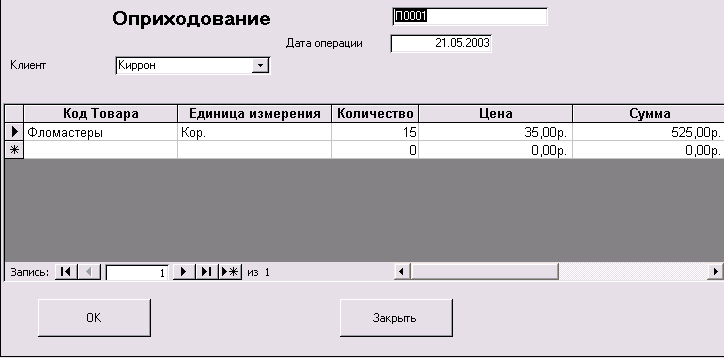 Оприходование П0001
Дата операции 21.05.2003
Клиент Киррон
Код Товара Единица измерения Количество Цена Сумма
Фломастеры Кор. 15 35,00р. 525,00р.
0 0,00р. 0,00р.
Запись: 1 из 1
OK Закрыть